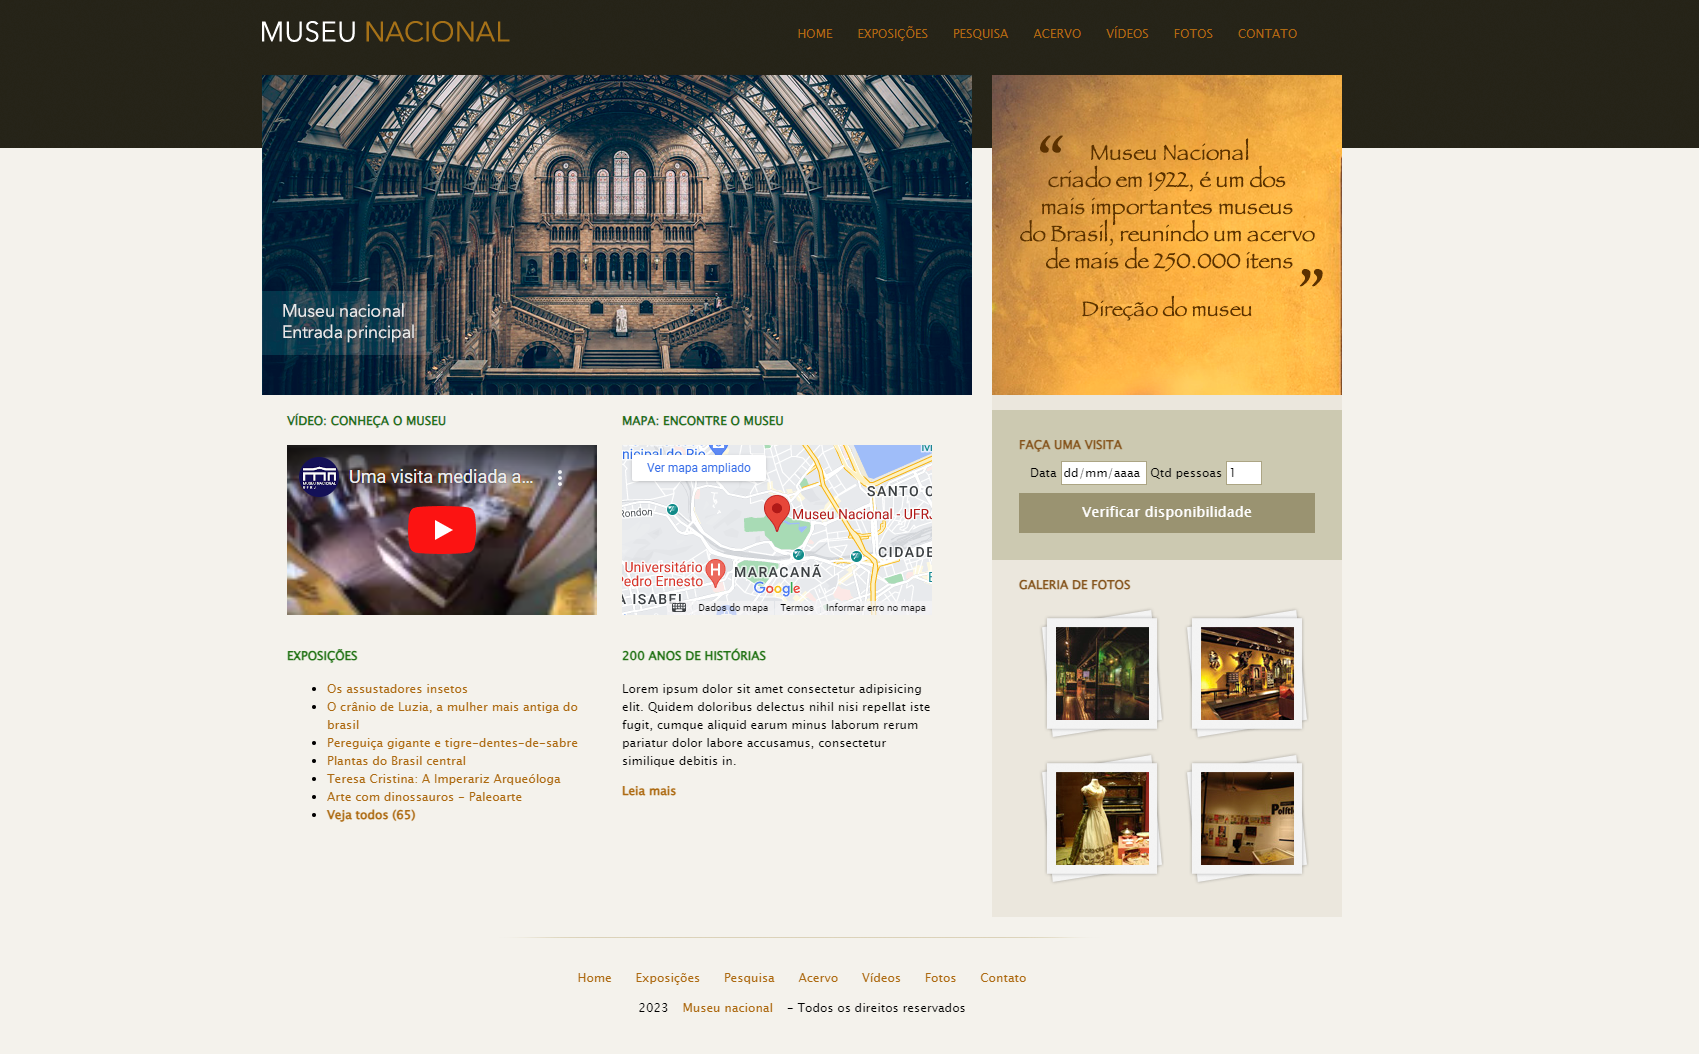 MUSEU NACIONAL
HOME EXPOSIÇÕES PESQUISA ACERVO VÍDEOS FOTOS CONTATO
Museu nacional
Entrada principal
“ Museu Nacional
criado em 1922, é um dos
mais importantes museus
do Brasil, reunindo um acervo
de mais de 250.000 itens ”
Direção do museu
VÍDEO: CONHEÇA O MUSEU
Uma visita mediada a...
MUSEU NACIONAL
UFRJ
MAPA: ENCONTRE O MUSEU
nicipal do Rio
Ver mapa ampliado
SANTO C
Rondon
Museu Nacional - UFRJ
CIDADE
Universitário
Pedro Ernesto
MARACANÃ
A ISABEL
Google
Dados do mapa Termos Informar erro no mapa
FAÇA UMA VISITA
Data dd/mm/aaaa Qtd pessoas 1
Verificar disponibilidade
GALERIA DE FOTOS
Polític
EXPOSIÇÕES
Os assustadores insetos
O crânio de Luzia, a mulher mais antiga do
brasil
Pereguiça gigante e tigre-dentes-de-sabre
Plantas do Brasil central
Teresa Cristina: A Imperariz Arqueóloga
Arte com dinossauros - Paleoarte
Veja todos (65)
200 ANOS DE HISTÓRIAS
Lorem ipsum dolor sit amet consectetur adipisicing
elit. Quidem doloribus delectus nihil nisi repellat iste
fugit, cumque aliquid earum minus laborum rerum
pariatur dolor labore accusamus, consectetur
similique debitis in.
Leia mais
Home Exposições Pesquisa Acervo Vídeos Fotos Contato
2023 Museu nacional - Todos os direitos reservados